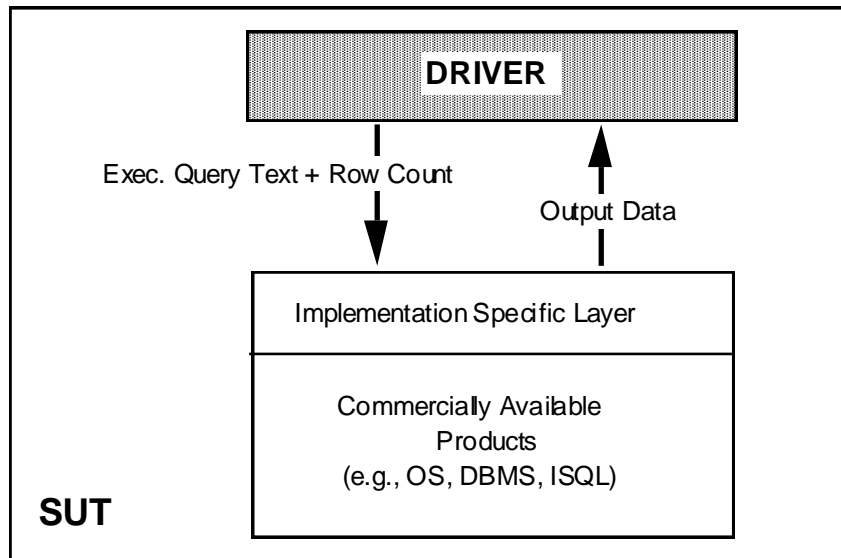 DRIVER
Exec. Query Text + Row Count
Output Data
Implementation Specific Layer
Commercially Available
Products
(e.g., OS, DBMS, ISQL)
SUT